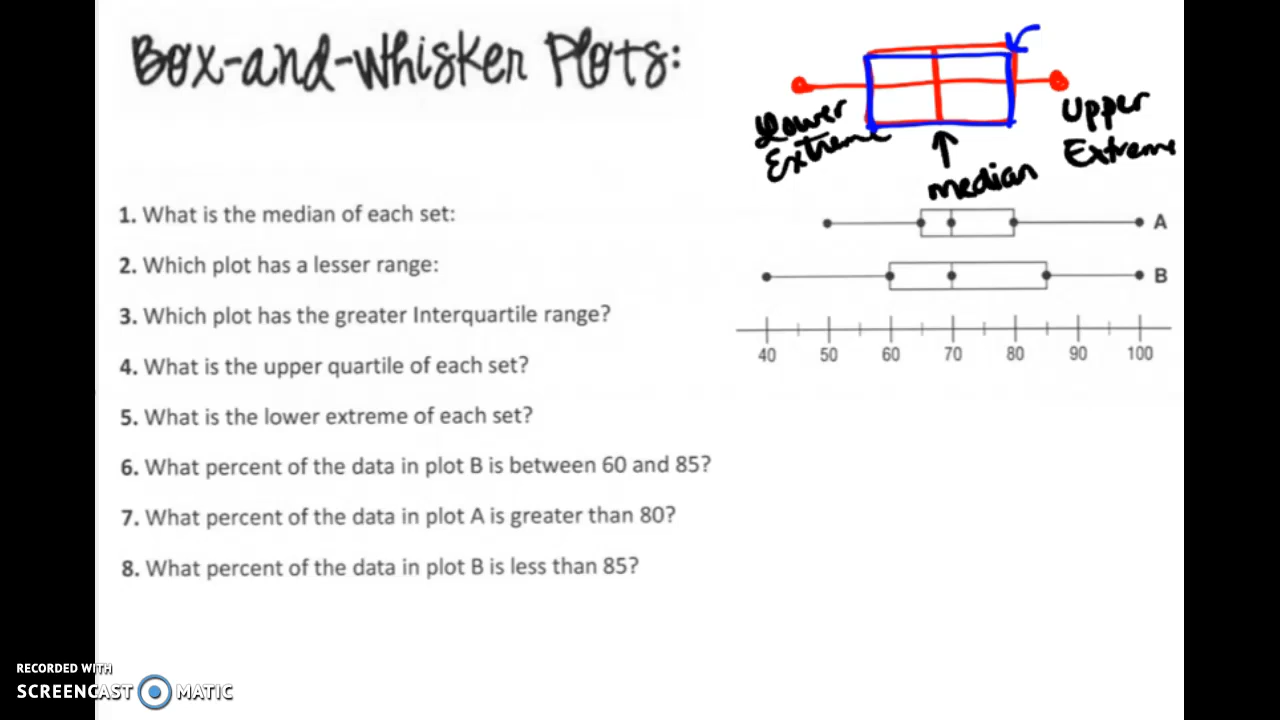 Box-and-Whisker Plots:
Lower
Extreme
Upper
Extreme
median
1. What is the median of each set:
2. Which plot has a lesser range:
3. Which plot has the greater Interquartile range?
4. What is the upper quartile of each set?
5. What is the lower extreme of each set?
6. What percent of the data in plot B is between 60 and 85?
7. What percent of the data in plot A is greater than 80?
8. What percent of the data in plot B is less than 85?
A
B
40 50 60 70 80 90 100
RECORDED WITH
SCREENCAST MATIC